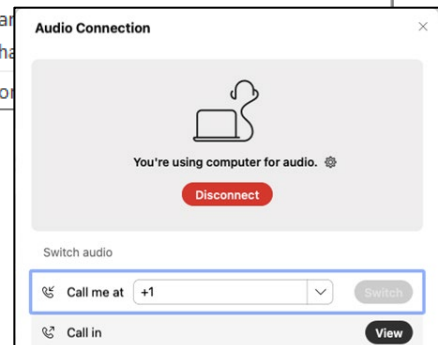 Audio Connection
You're using computer for audio.
Disconnect
Switch audio
Call me at +1 Switch
Call in View